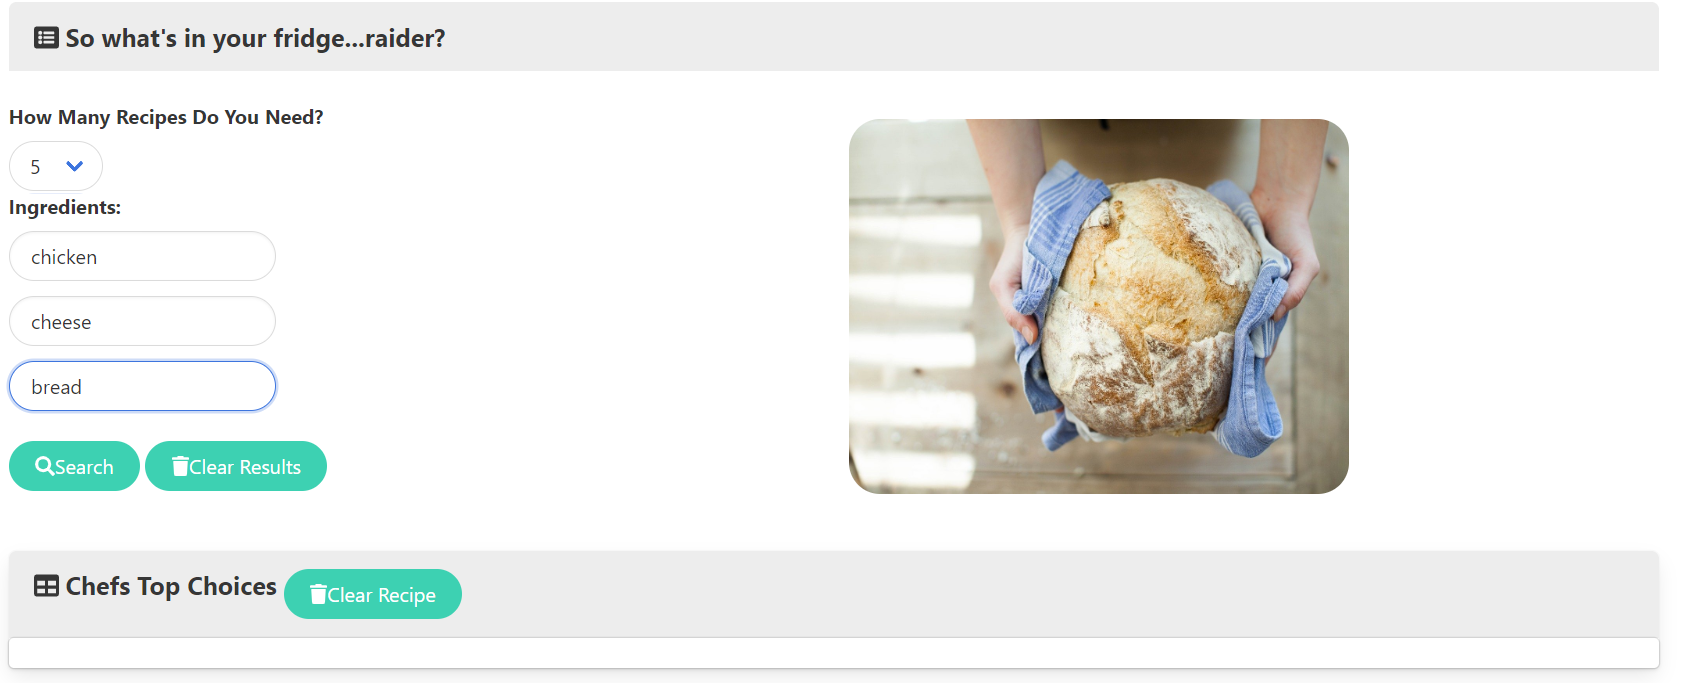 So what's in your fridge...raider?
How Many Recipes Do You Need?
5
Ingredients:
chicken
cheese
bread
Search Clear Results
Chefs Top Choices Clear Recipe